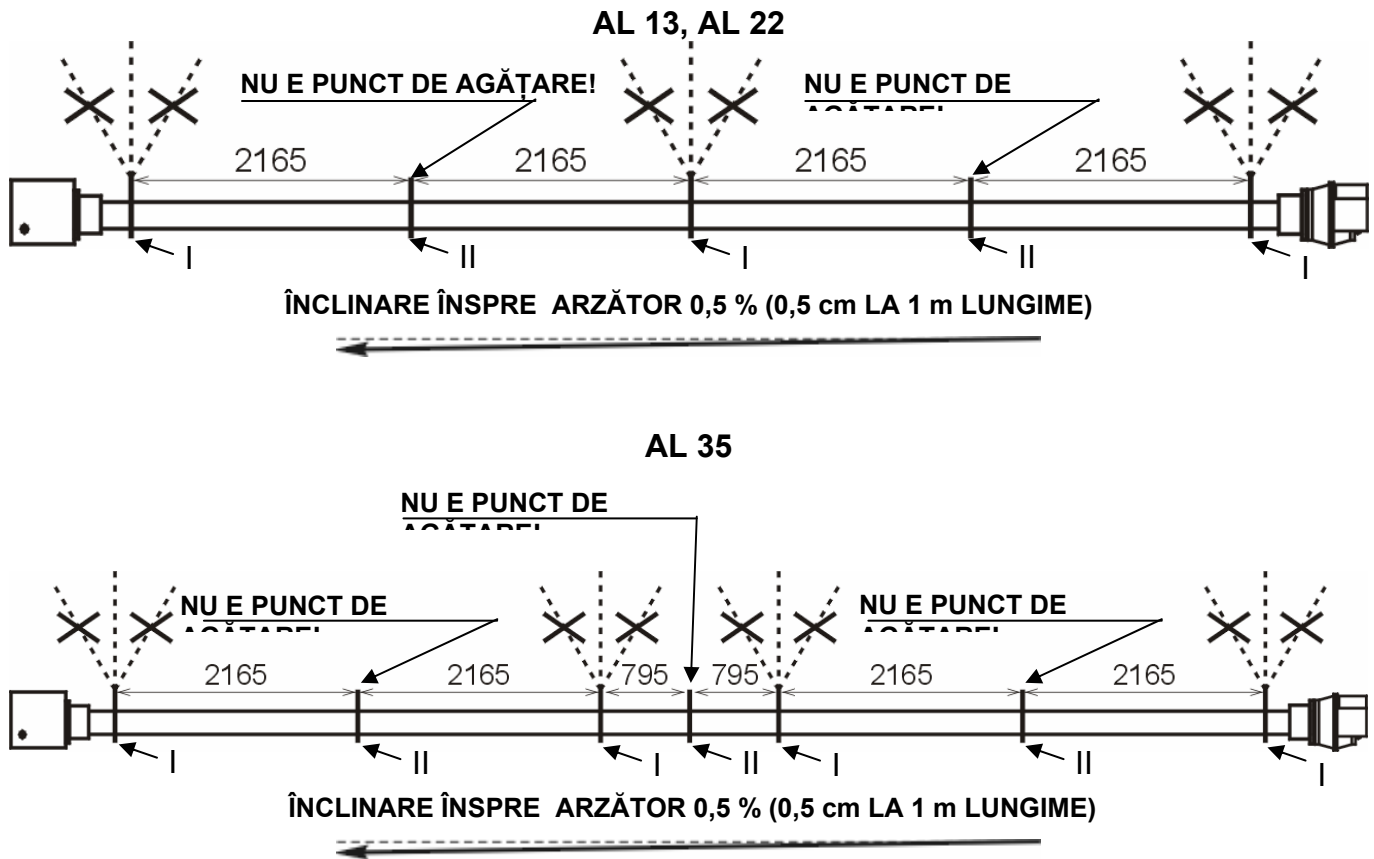 AL 13, AL 22
NU E PUNCT DE AGĂȚARE!
NU E PUNCT DE
2165
2165
2165
2165
I
II
I
II
I
ÎNCLINARE ÎNSPRE ARZĂTOR 0,5 % (0,5 cm LA 1 m LUNGIME)
AL 35
NU E PUNCT DE
NU E PUNCT DE
NU E PUNCT DE
2165
2165
795
795
2165
2165
I
II
I
II
I
II
I
ÎNCLINARE ÎNSPRE ARZĂTOR 0,5 % (0,5 cm LA 1 m LUNGIME)